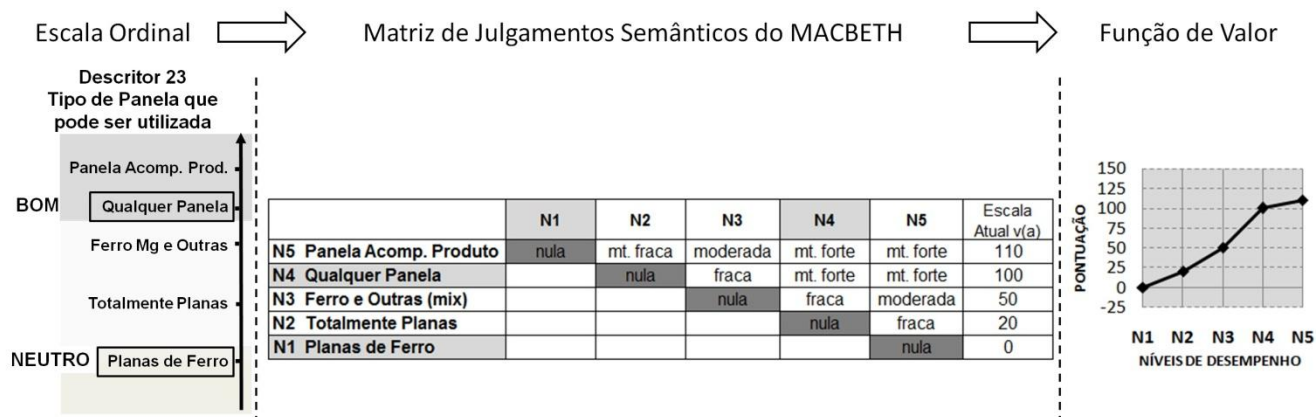 Escala Ordinal
Matriz de Julgamentos Semânticos do MACBETH
Função de Valor
Descritor 23
Tipo de Panela que
pode ser utilizada
Panela Acomp. Prod.
BOM Qualquer Panela
Ferro Mg e Outras
Totalmente Planas
NEUTRO Planas de Ferro
N1 N2 N3 N4 N5 Escala
Atual v(a)
N5 Panela Acomp. Produto nula mt. fraca moderada mt. forte mt. forte 110
N4 Qualquer Panela nula fraca mt. forte mt. forte 100
N3 Ferro e Outras (mix) nula fraca moderada 50
N2 Totalmente Planas nula fraca 20
N1 Planas de Ferro nula 0
PONTUAÇÃO
150
125
100
75
50
25
0
-25
N1 N2 N3 N4 N5
NÍVEIS DE DESEMPENHO